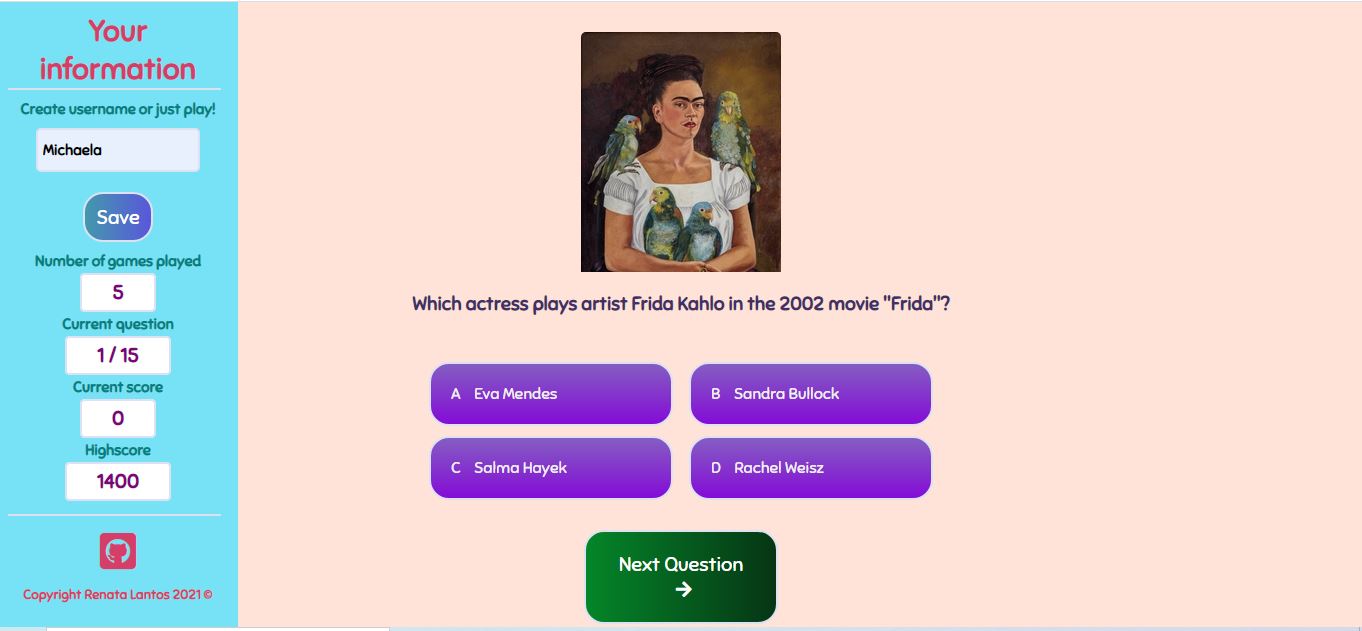 Your
information
Create username or just play!
Michaela
Save
Number of games played
5
Current question
1 / 15
Current score
0
Highscore
1400
Copyright Renata Lantos 2021 ©
Which actress plays artist Frida Kahlo in the 2002 movie "Frida"?
A Eva Mendes
B Sandra Bullock
C Salma Hayek
D Rachel Weisz
Next Question
→